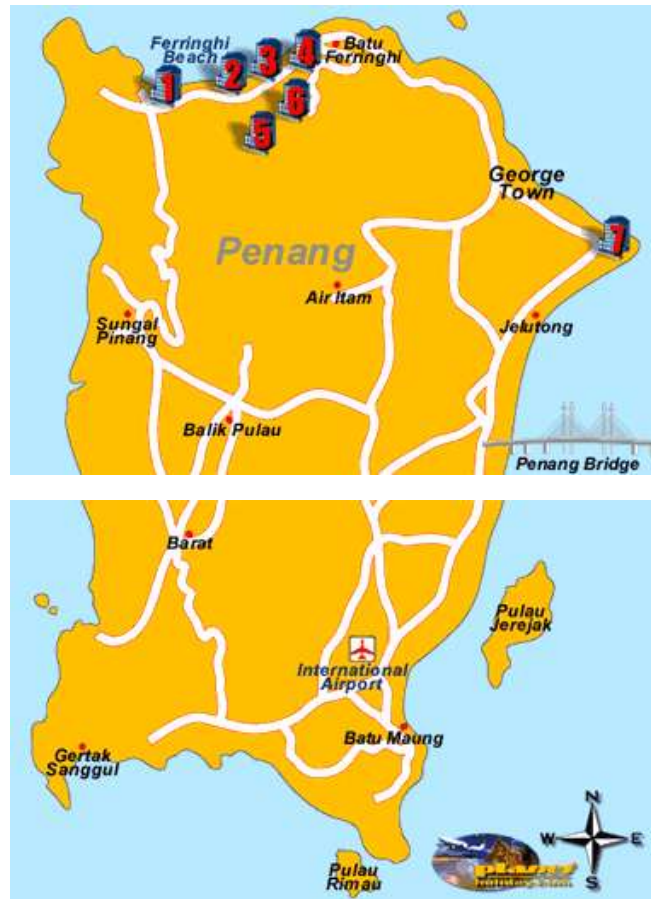 Ferringhi
Beach
Batu
Ferringhi
1
2
3
4
5
6
George
Town
7
Penang
Air Itam
Sungal
Pinang
Jelutong
Balik Pulau
Penang Bridge
Barat
Pulau
Jerejak
International
Airport
Batu Maung
Gertak
Sanggul
Pulau
Rimau
N
W E
S